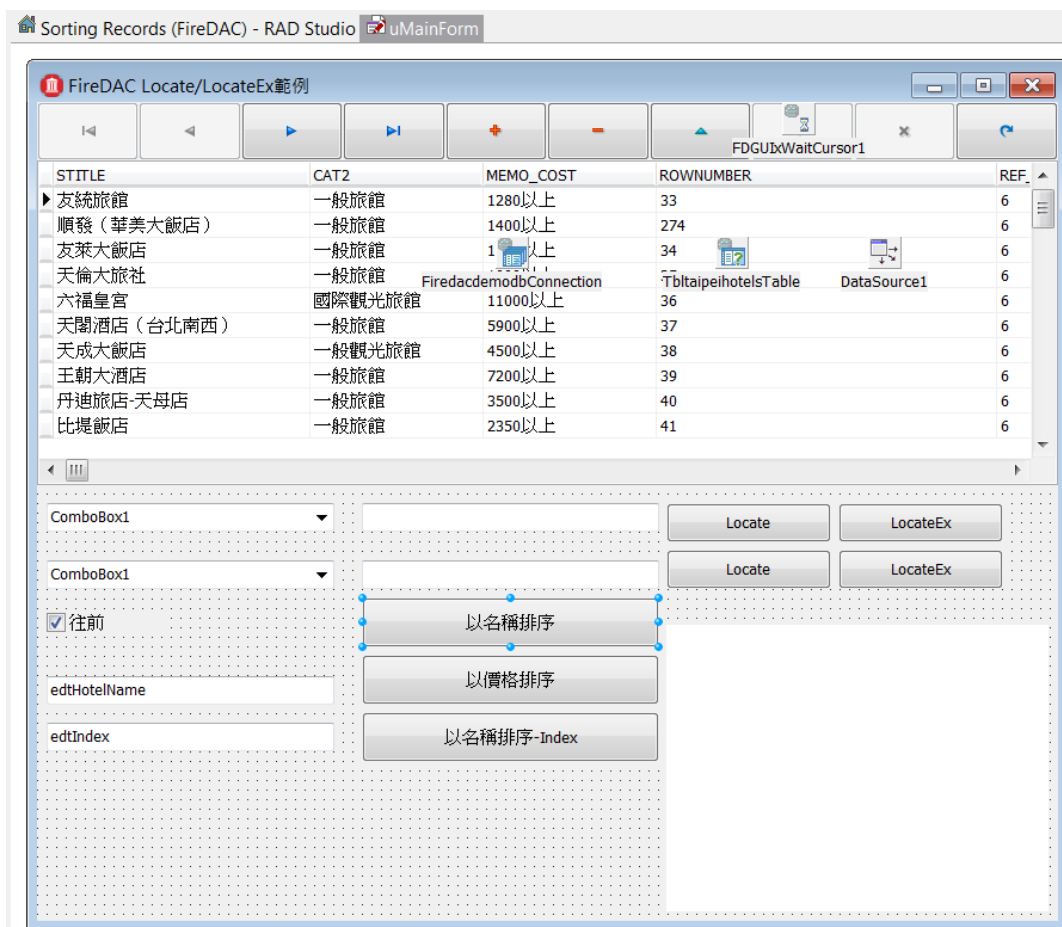 Sorting Records (FireDAC) - RAD Studio uMainForm
FireDAC Locate/LocateEx範例
FDGUIxWaitCursor1
STITLE CAT2 MEMO_COST ROWNUMBER REF_
友統旅館 一般旅館 1280以上 33 6
順發（華美大飯店） 一般旅館 1400以上 274 6
友萊大飯店 一般旅館 1 以上 34 6
天倫大旅社 一般旅館 6
FiredacdemodbConnection TbltaipeihotelsTable DataSource1
六福皇宮 國際觀光旅館 11000以上 36 6
天閣酒店（台北南西） 一般旅館 5900以上 37 6
天成大飯店 一般觀光旅館 4500以上 38 6
王朝大酒店 一般旅館 7200以上 39 6
丹迪旅店-天母店 一般旅館 3500以上 40 6
比堤飯店 一般旅館 2350以上 41 6
ComboBox1 Locate LocateEx
ComboBox1 Locate LocateEx
往前 以名稱排序
edtHotelName 以價格排序
edtIndex 以名稱排序-Index